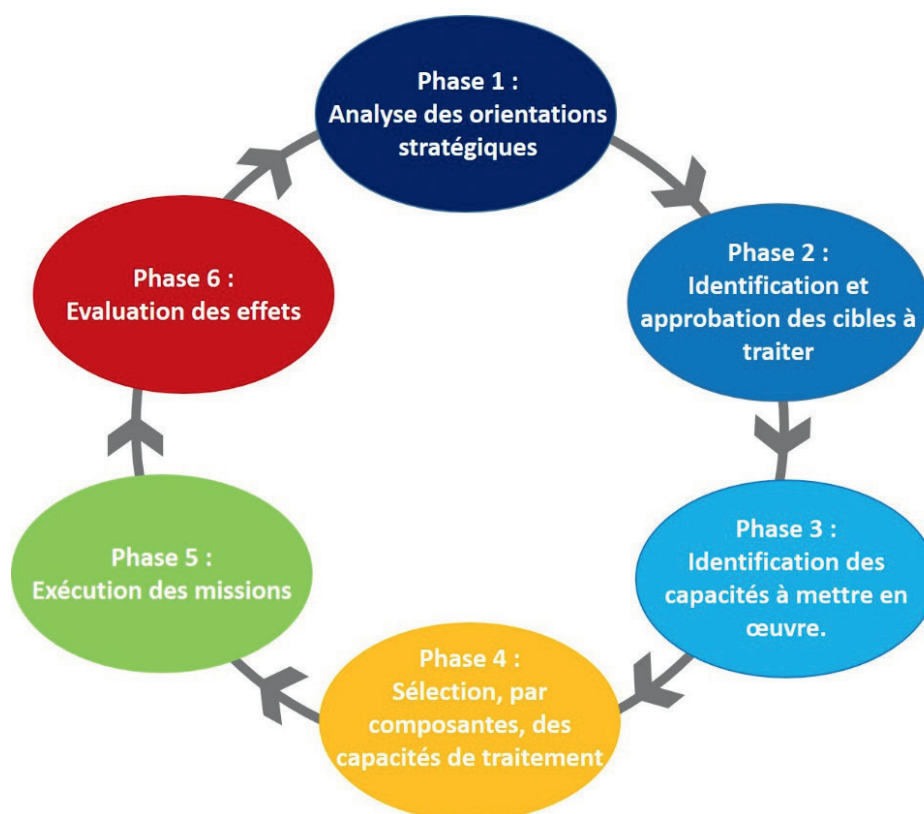 Phase 1 :
Analyse des orientations
stratégiques
Phase 2 :
Identification et
approbation des cibles à
traiter
Phase 3 :
Identification des
capacités à mettre en
œuvre.
Phase 4 :
Sélection, par
composantes, des
capacités de traitement
Phase 5 :
Exécution des missions
Phase 6 :
Evaluation des effets